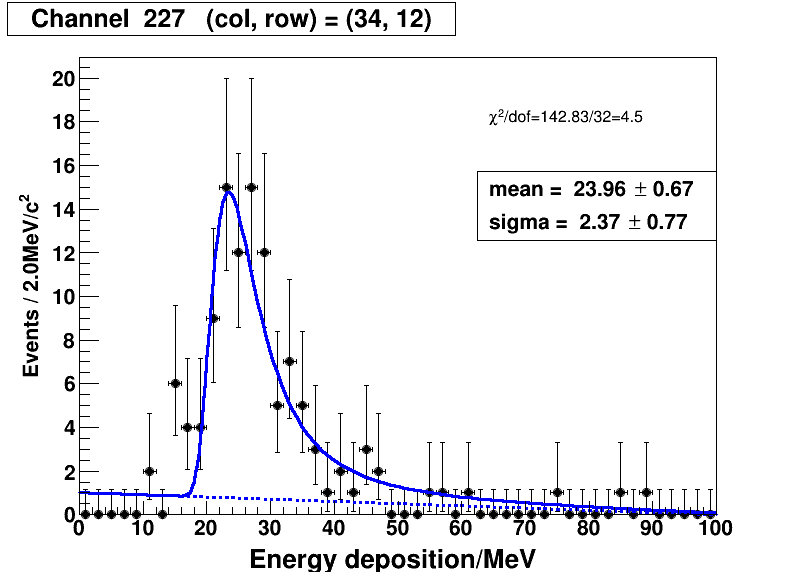 Channel 227 (col, row) = (34, 12)
χ²/dof=142.83/32=4.5
mean = 23.96 ± 0.67
sigma = 2.37 ± 0.77
Events / 2.0MeV/c²
20
18
16
14
12
10
8
6
4
2
0
0 10 20 30 40 50 60 70 80 90 100
Energy deposition/MeV